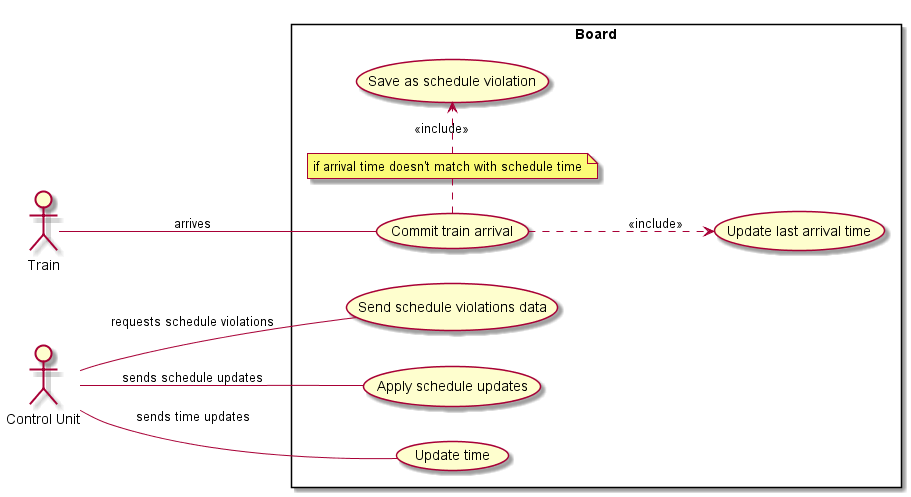 Board
Save as schedule violation
«include»
if arrival time doesn't match with schedule time
arrives
Commit train arrival
«include»
Update last arrival time
Train
requests schedule violations
Send schedule violations data
sends schedule updates
Apply schedule updates
Control Unit
sends time updates
Update time